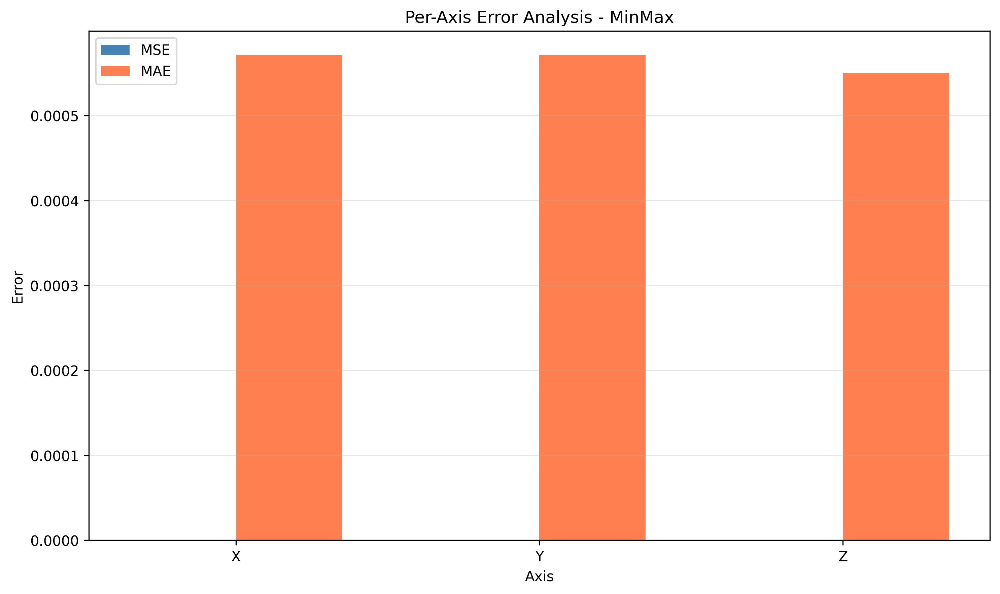 Per-Axis Error Analysis - MinMax
MSE
MAE
0.0005
0.0004
0.0003
0.0002
0.0001
0.0000
Error
X
Y
Z
Axis